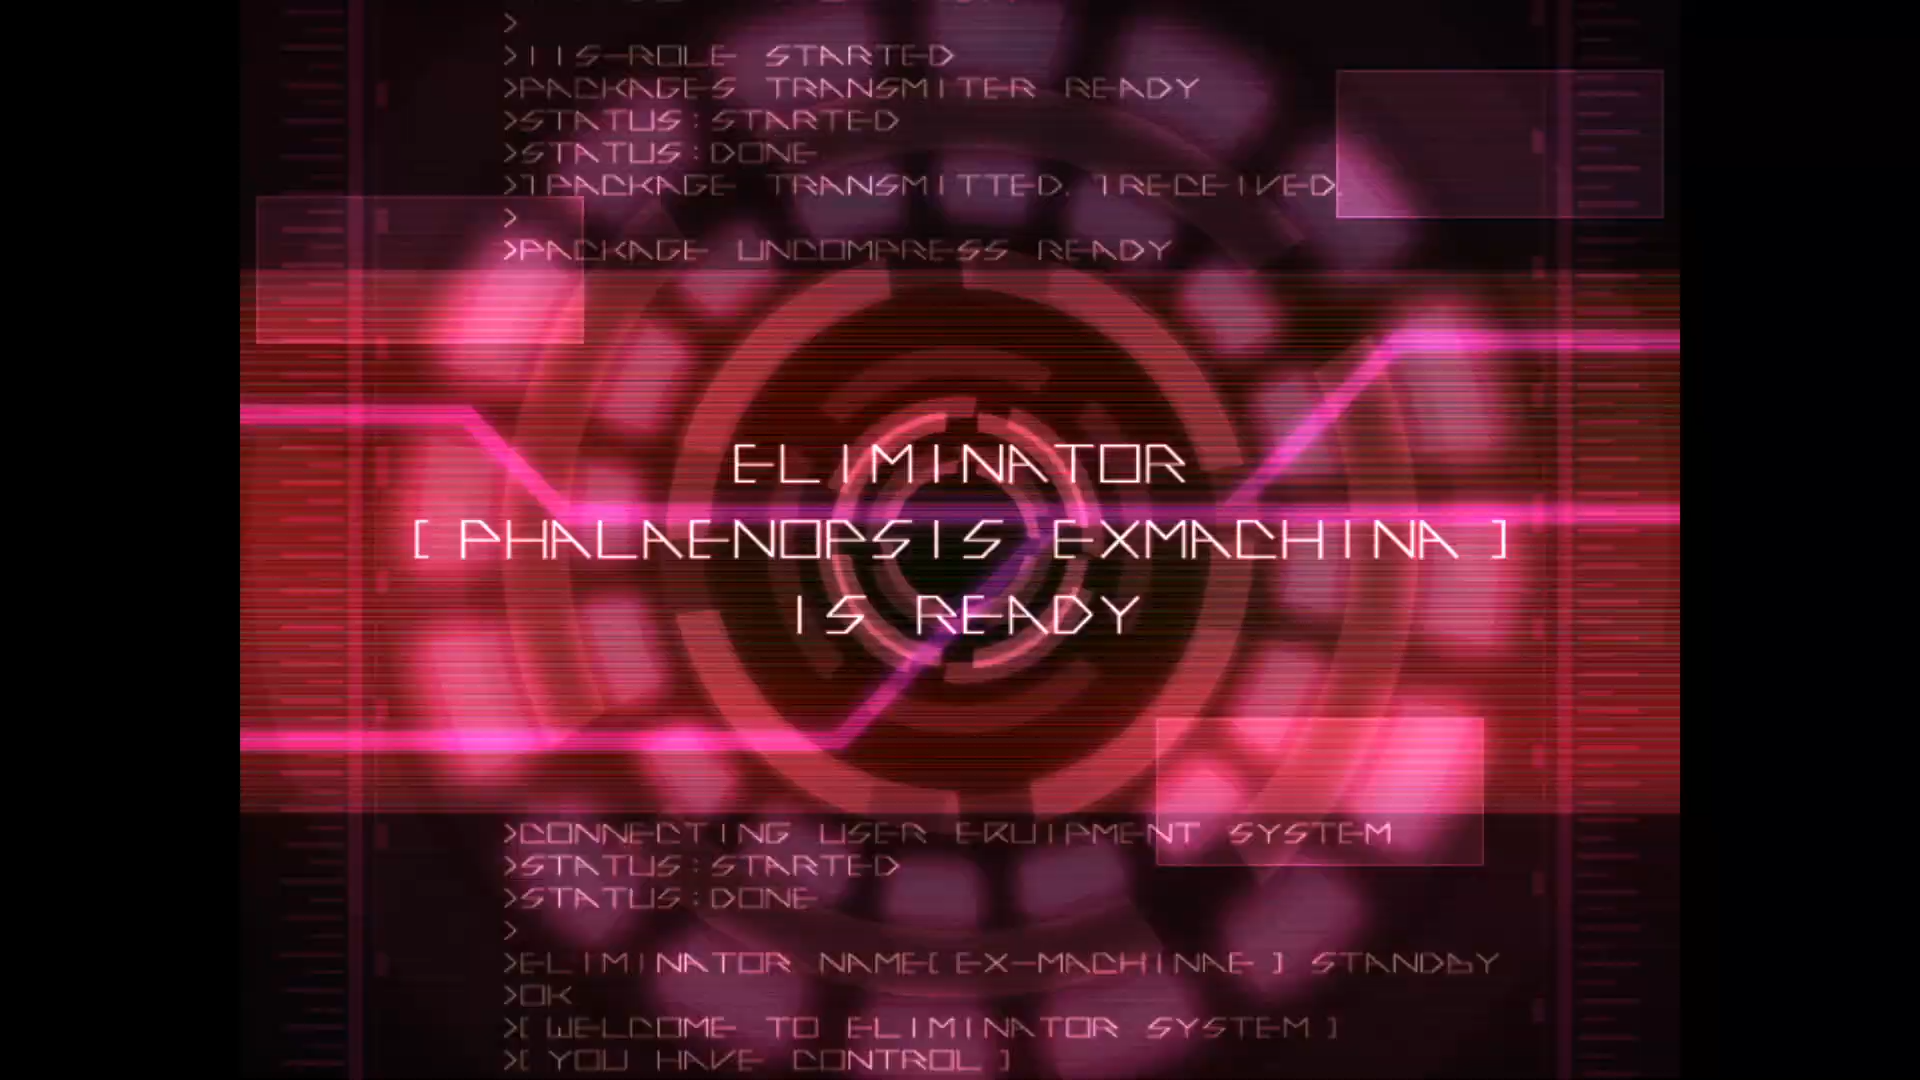 >
>IIS-ROLE STARTED
>PACKAGES TRANSMITER READY
>STATUS:STARTED
>STATUS:DONE
>1PACKAGE TRANSMITTED. 1RECEIVED.
>
>PACKAGE UNCOMPRESS READY
ELIMINATOR
[ PHALAENOPSIS EXMACHINA ]
IS READY
>CONNECTING USER EQUIPMENT SYSTEM
>STATUS:STARTED
>STATUS:DONE
>
>ELIMINATOR NAME[ EX-MACHINAE ] STANDBY
>OK
>[ WELCOME TO ELIMINATOR SYSTEM ]
>[ YOU HAVE CONTROL ]